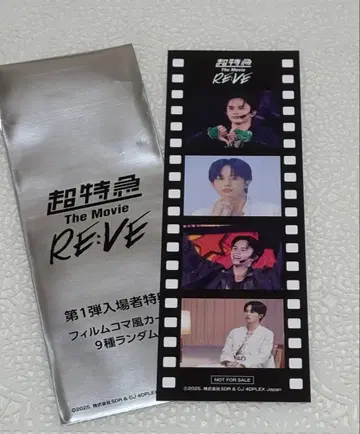 超特急
The Movie
RE:VE
第1弾入場者特
フィルムコマ風カー
9種ランダム
©2025. 株式会社SDR & CJ 4DPLEX
超特急
The Movie
RE:VE
NOT FOR SALE
©2025. 株式会社SDR & CJ 4DPLEX Japan